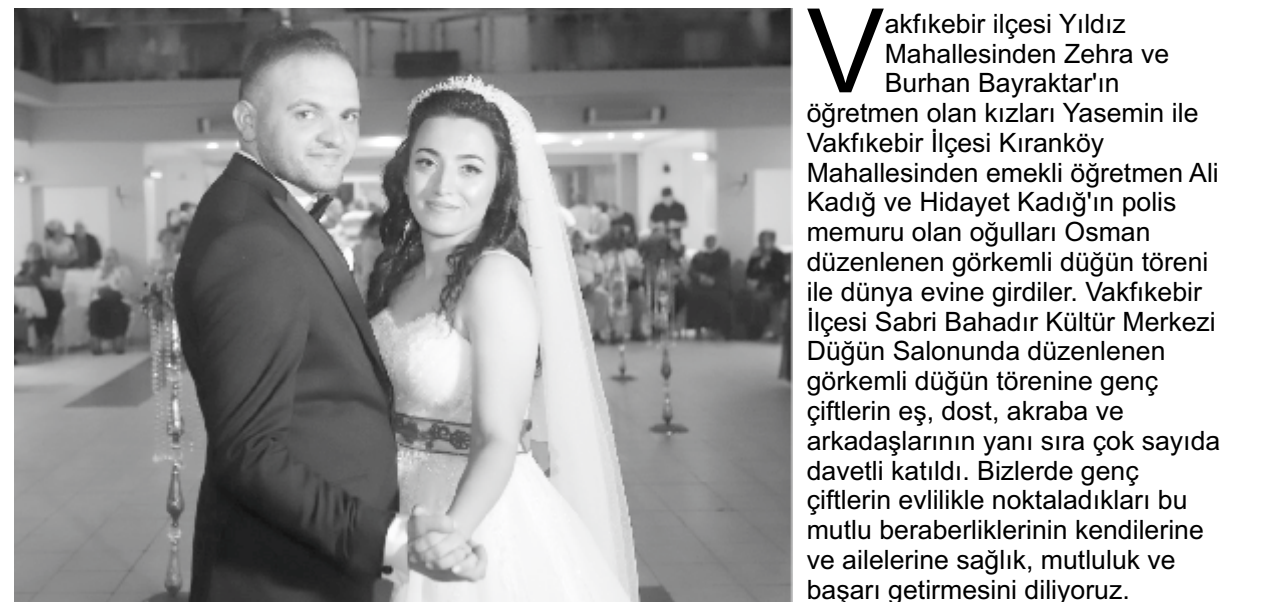 Vakfıkebir ilçesi Yıldız
Mahallesinden Zehra ve
Burhan Bayraktar'ın
öğretmen olan kızları Yasemin ile
Vakfıkebir İlçesi Kıranköy
Mahallesinden emekli öğretmen Ali
Kadığ ve Hidayet Kadığ'ın polis
memuru olan oğulları Osman
düzenlenen görkemli düğün töreni
ile dünya evine girdiler. Vakfıkebir
İlçesi Sabri Bahadır Kültür Merkezi
Düğün Salonunda düzenlenen
görkemli düğün törenine genç
çiftlerin eş, dost, akraba ve
arkadaşlarının yanı sıra çok sayıda
davetli katıldı. Bizlerde genç
çiftlerin evlilikle noktaladıkları bu
mutlu beraberliklerinin kendilerine
ve ailelerine sağlık, mutluluk ve
başarı getirmesini diliyoruz.